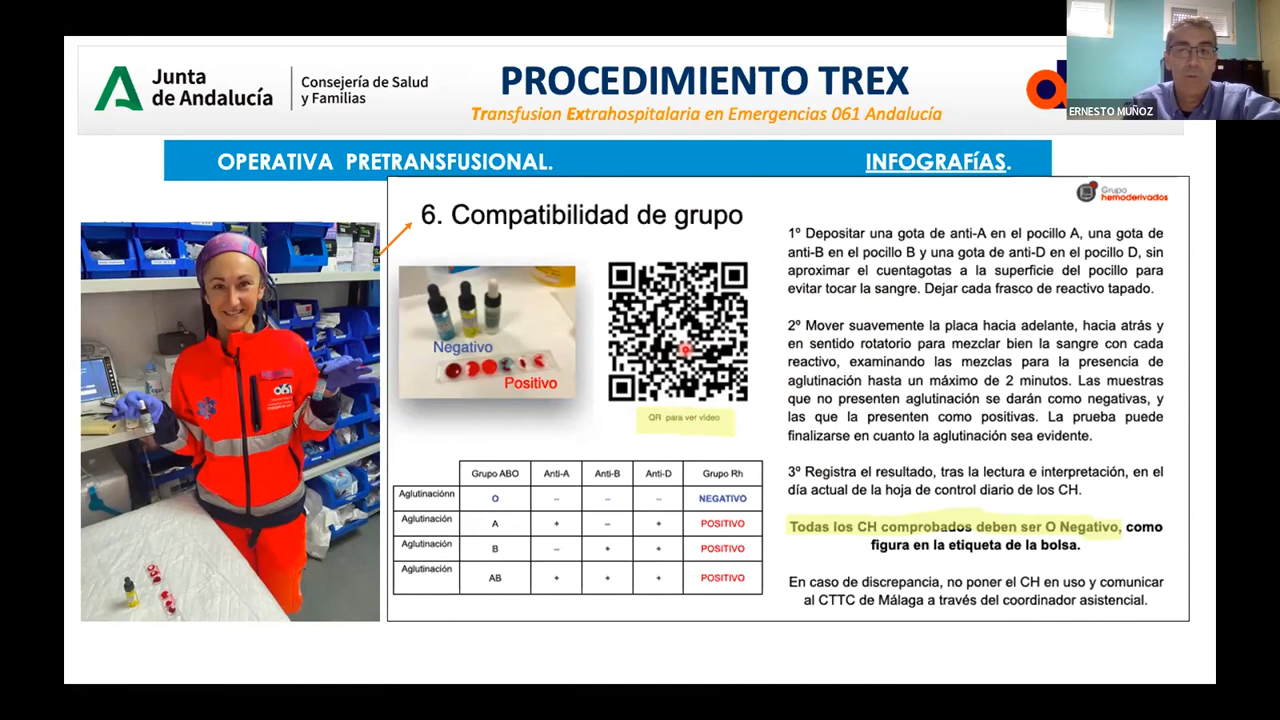 Junta
de Andalucía
Consejería de Salud
y Familias
PROCEDIMIENTO TREX
Transfusion Extrahospitalaria en Emergencias 061 Andalucía
ERNESTO MUÑOZ
OPERATIVA PRETRANSFUSIONAL.
INFOGRAFíAS.
Grupo
hemoderivados
6. Compatibilidad de grupo
Negativo
Positivo
QR para ver vídeo
061
Grupo ABO Anti-A Anti-B Anti-D Grupo Rh
Aglutinaciónn O – – – NEGATIVO
Aglutinación A + – + POSITIVO
Aglutinación B – + + POSITIVO
Aglutinación AB + + + POSITIVO
1º Depositar una gota de anti-A en el pocillo A, una gota de
anti-B en el pocillo B y una gota de anti-D en el pocillo D, sin
aproximar el cuentagotas a la superficie del pocillo para
evitar tocar la sangre. Dejar cada frasco de reactivo tapado.
2º Mover suavemente la placa hacia adelante, hacia atrás y
en sentido rotatorio para mezclar bien la sangre con cada
reactivo, examinando las mezclas para la presencia de
aglutinación hasta un máximo de 2 minutos. Las muestras
que no presenten aglutinación se darán como negativas, y
las que la presenten como positivas. La prueba puede
finalizarse en cuanto la aglutinación sea evidente.
3º Registra el resultado, tras la lectura e interpretación, en el
día actual de la hoja de control diario de los CH.
Todas los CH comprobados deben ser O Negativo, como
figura en la etiqueta de la bolsa.
En caso de discrepancia, no poner el CH en uso y comunicar
al CTTC de Málaga a través del coordinador asistencial.